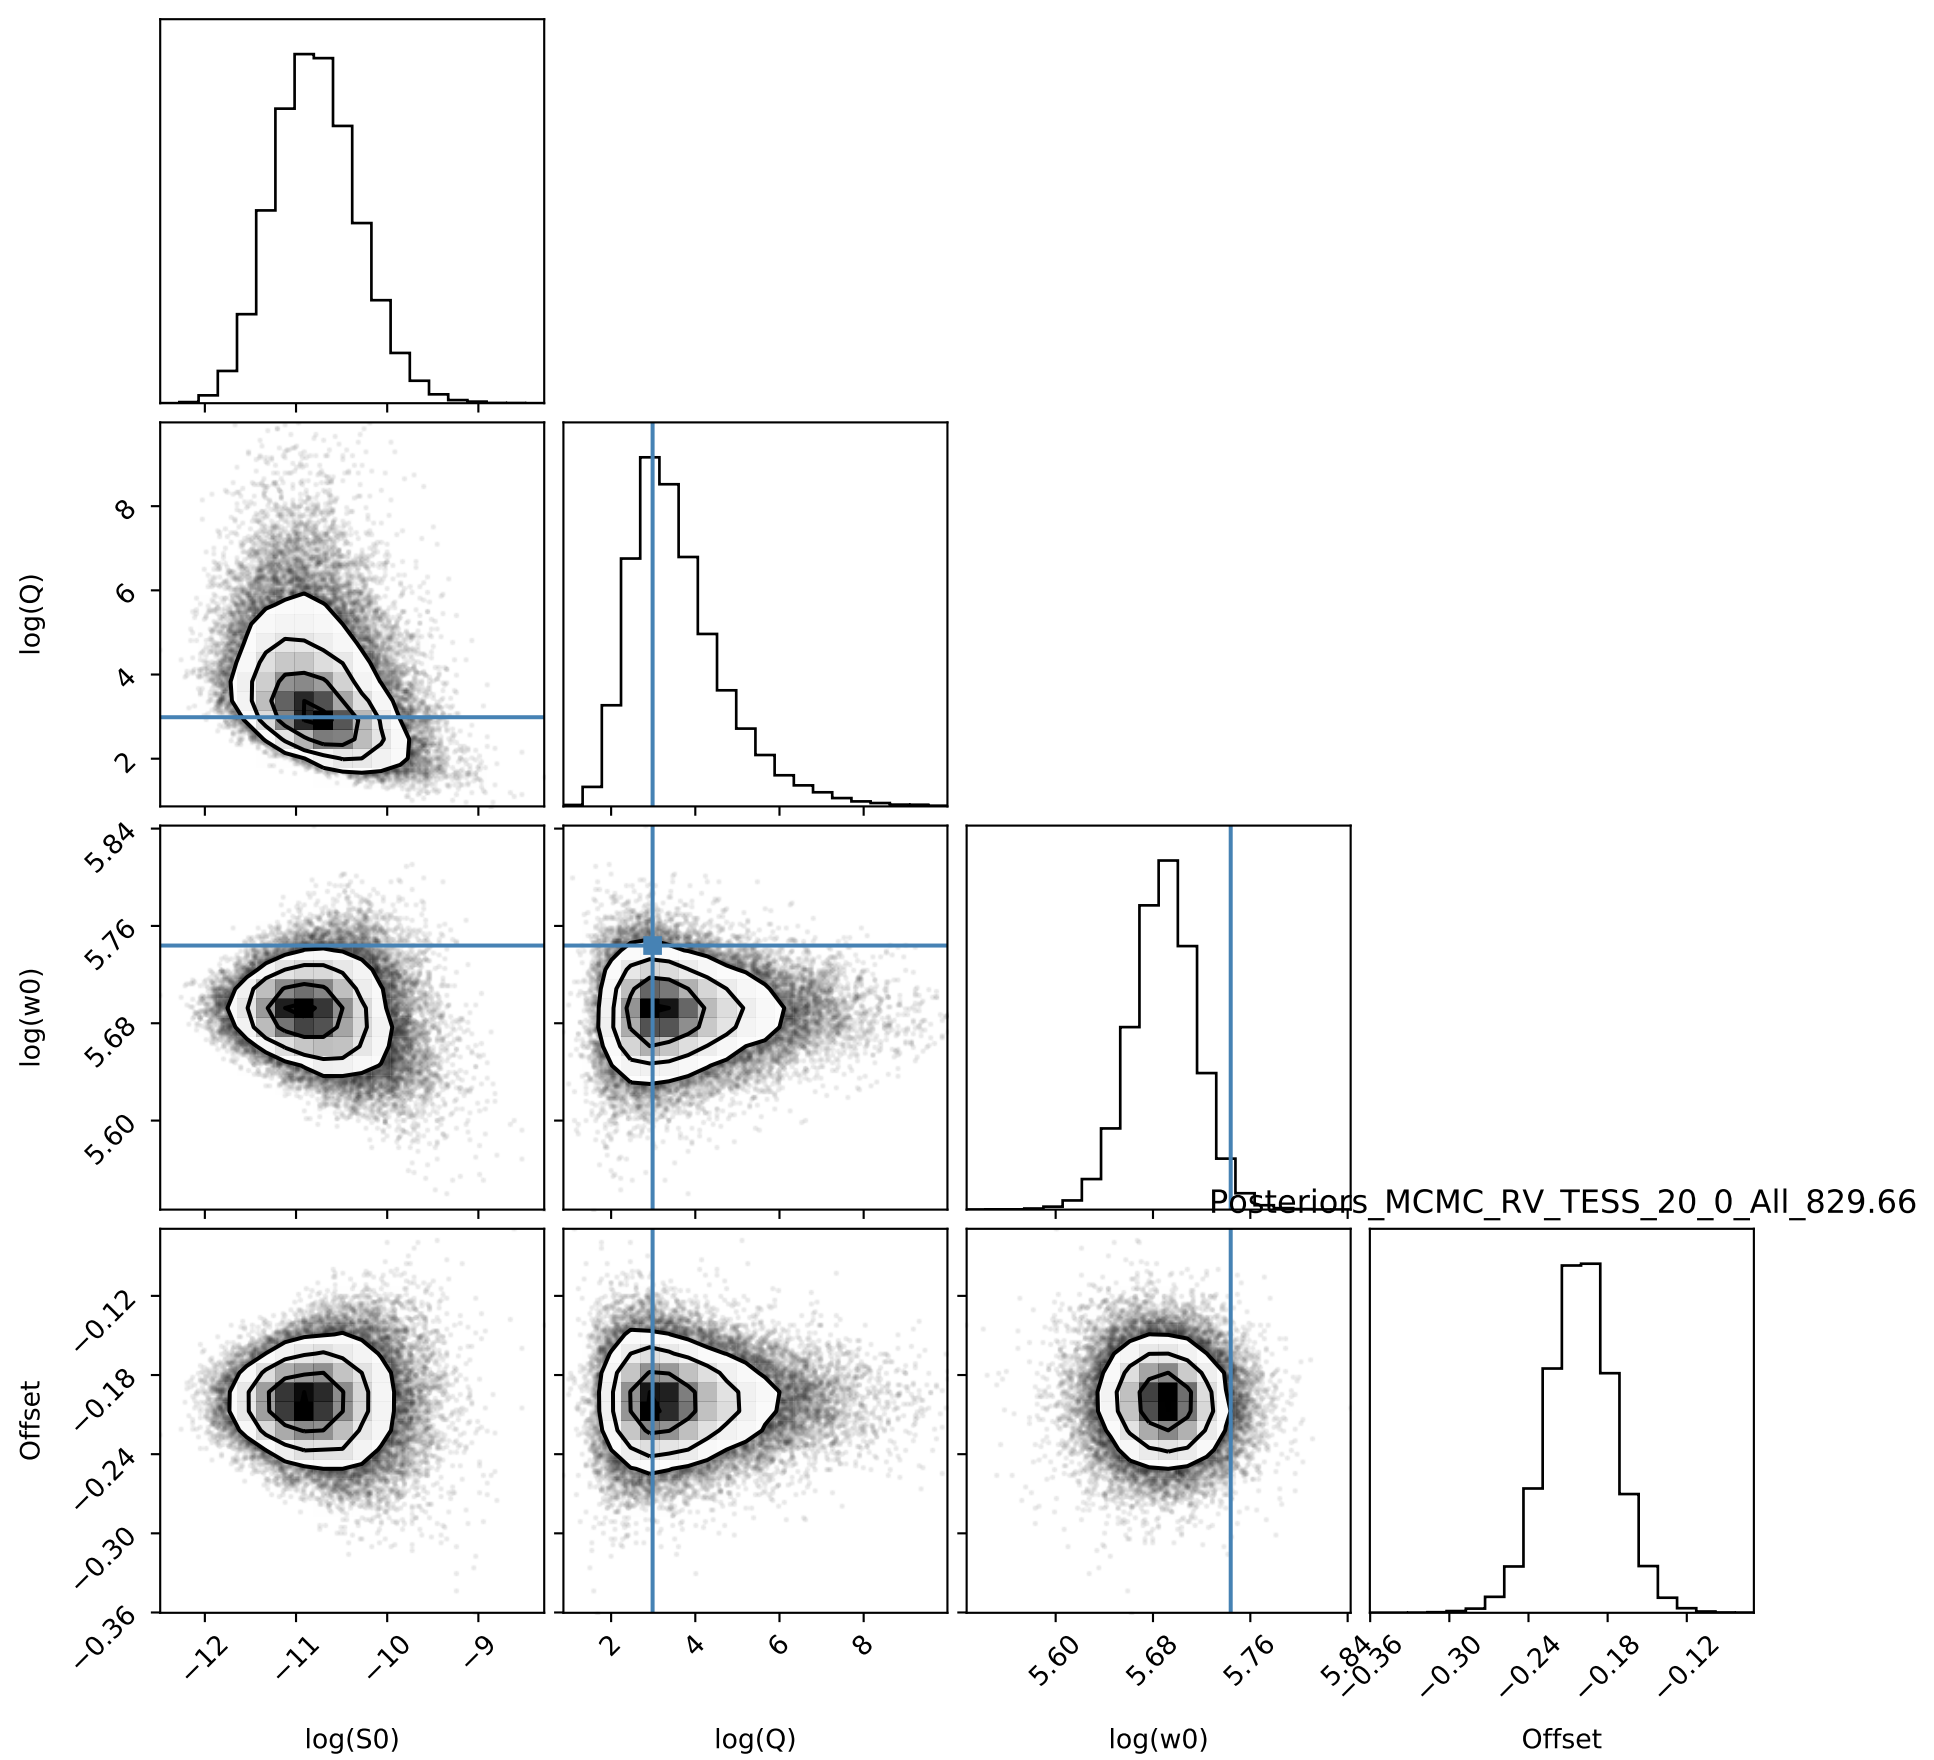 log(Q)
8
6
4
2
log(w0)
5.84
5.76
5.68
5.60
Posteriors_MCMC_RV_TESS_20_0_All_829.66
Offset
−0.12
−0.18
−0.24
−0.30
−0.36
−12 −11 −10 −9
2 4 6 8
5.60 5.68 5.76 5.84
−0.36 −0.30 −0.24 −0.18 −0.12
log(S0) log(Q) log(w0) Offset